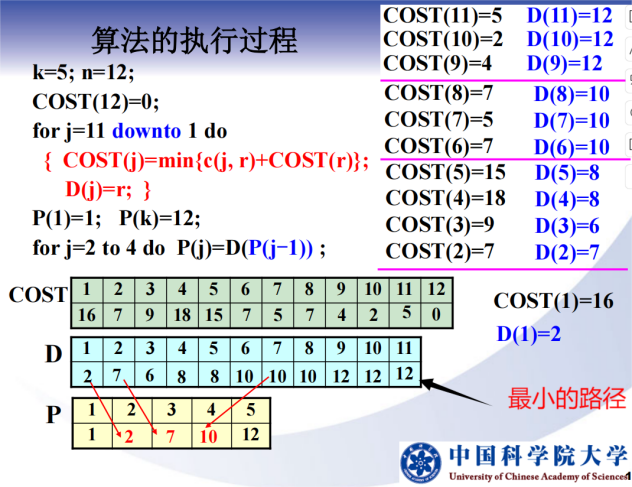 算法的执行过程
k=5; n=12;
COST(12)=0;
for j=11 downto 1 do
{ COST(j)=min{c(j, r)+COST(r)};
D(j)=r; }
P(1)=1; P(k)=12;
for j=2 to 4 do P(j)=D(P(j−1)) ;
COST(11)=5 D(11)=12
COST(10)=2 D(10)=12
COST(9)=4 D(9)=12
COST(8)=7 D(8)=10
COST(7)=5 D(7)=10
COST(6)=7 D(6)=10
COST(5)=15 D(5)=8
COST(4)=18 D(4)=8
COST(3)=9 D(3)=6
COST(2)=7 D(2)=7
COST(1)=16
D(1)=2
COST 1 2 3 4 5 6 7 8 9 10 11 12
16 7 9 18 15 7 5 7 4 2 5 0
D 1 2 3 4 5 6 7 8 9 10 11
2 7 6 8 8 10 10 10 12 12 12
最小的路径
P 1 2 3 4 5
1 2 7 10 12
中国科学院大学
University of Chinese Academy of Sciences